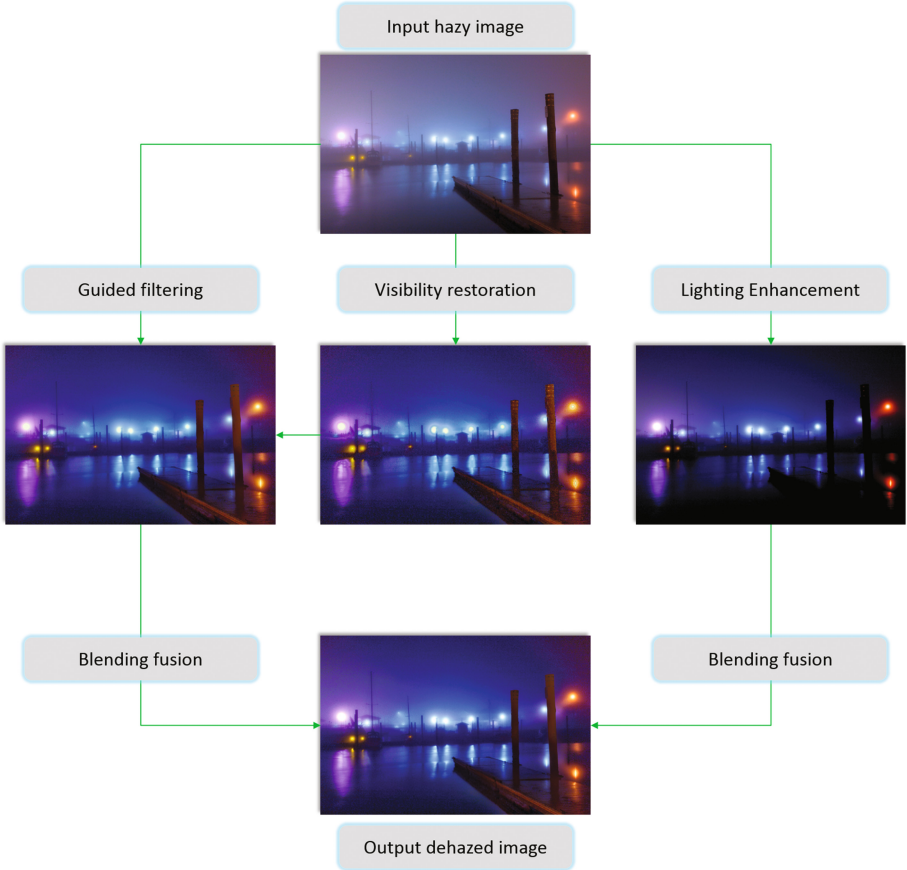 Input hazy image
Guided filtering
Visibility restoration
Lighting Enhancement
Blending fusion
Blending fusion
Output dehazed image